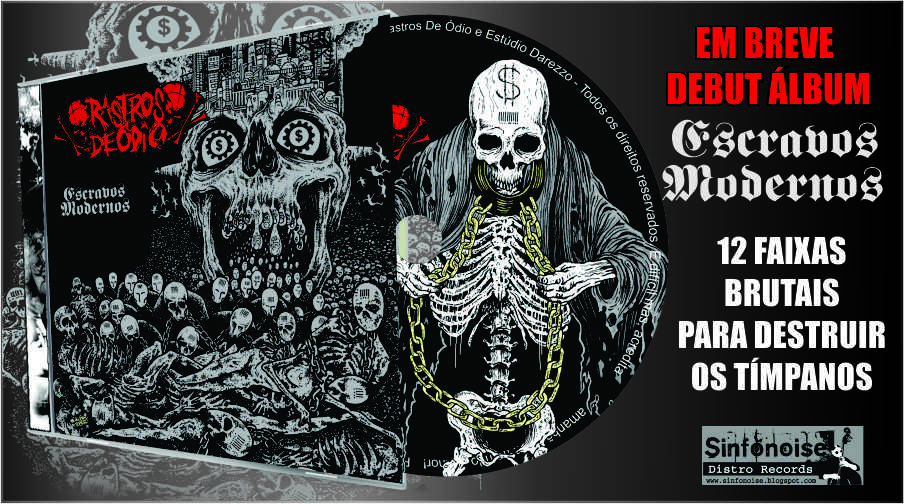 RASTROS
DE ÓDIO
Escravos
Modernos
$
$
$
$
astros De Ódio e Estúdio Darezzo - Todos os direitos reservados
acredita
EM BREVE
DEBUT ÁLBUM
Escravos
Modernos
12 FAIXAS
BRUTAIS
PARA DESTRUIR
OS TÍMPANOS
Sinfonoise
Distro Records
www.sinfonoise.blogspot.com